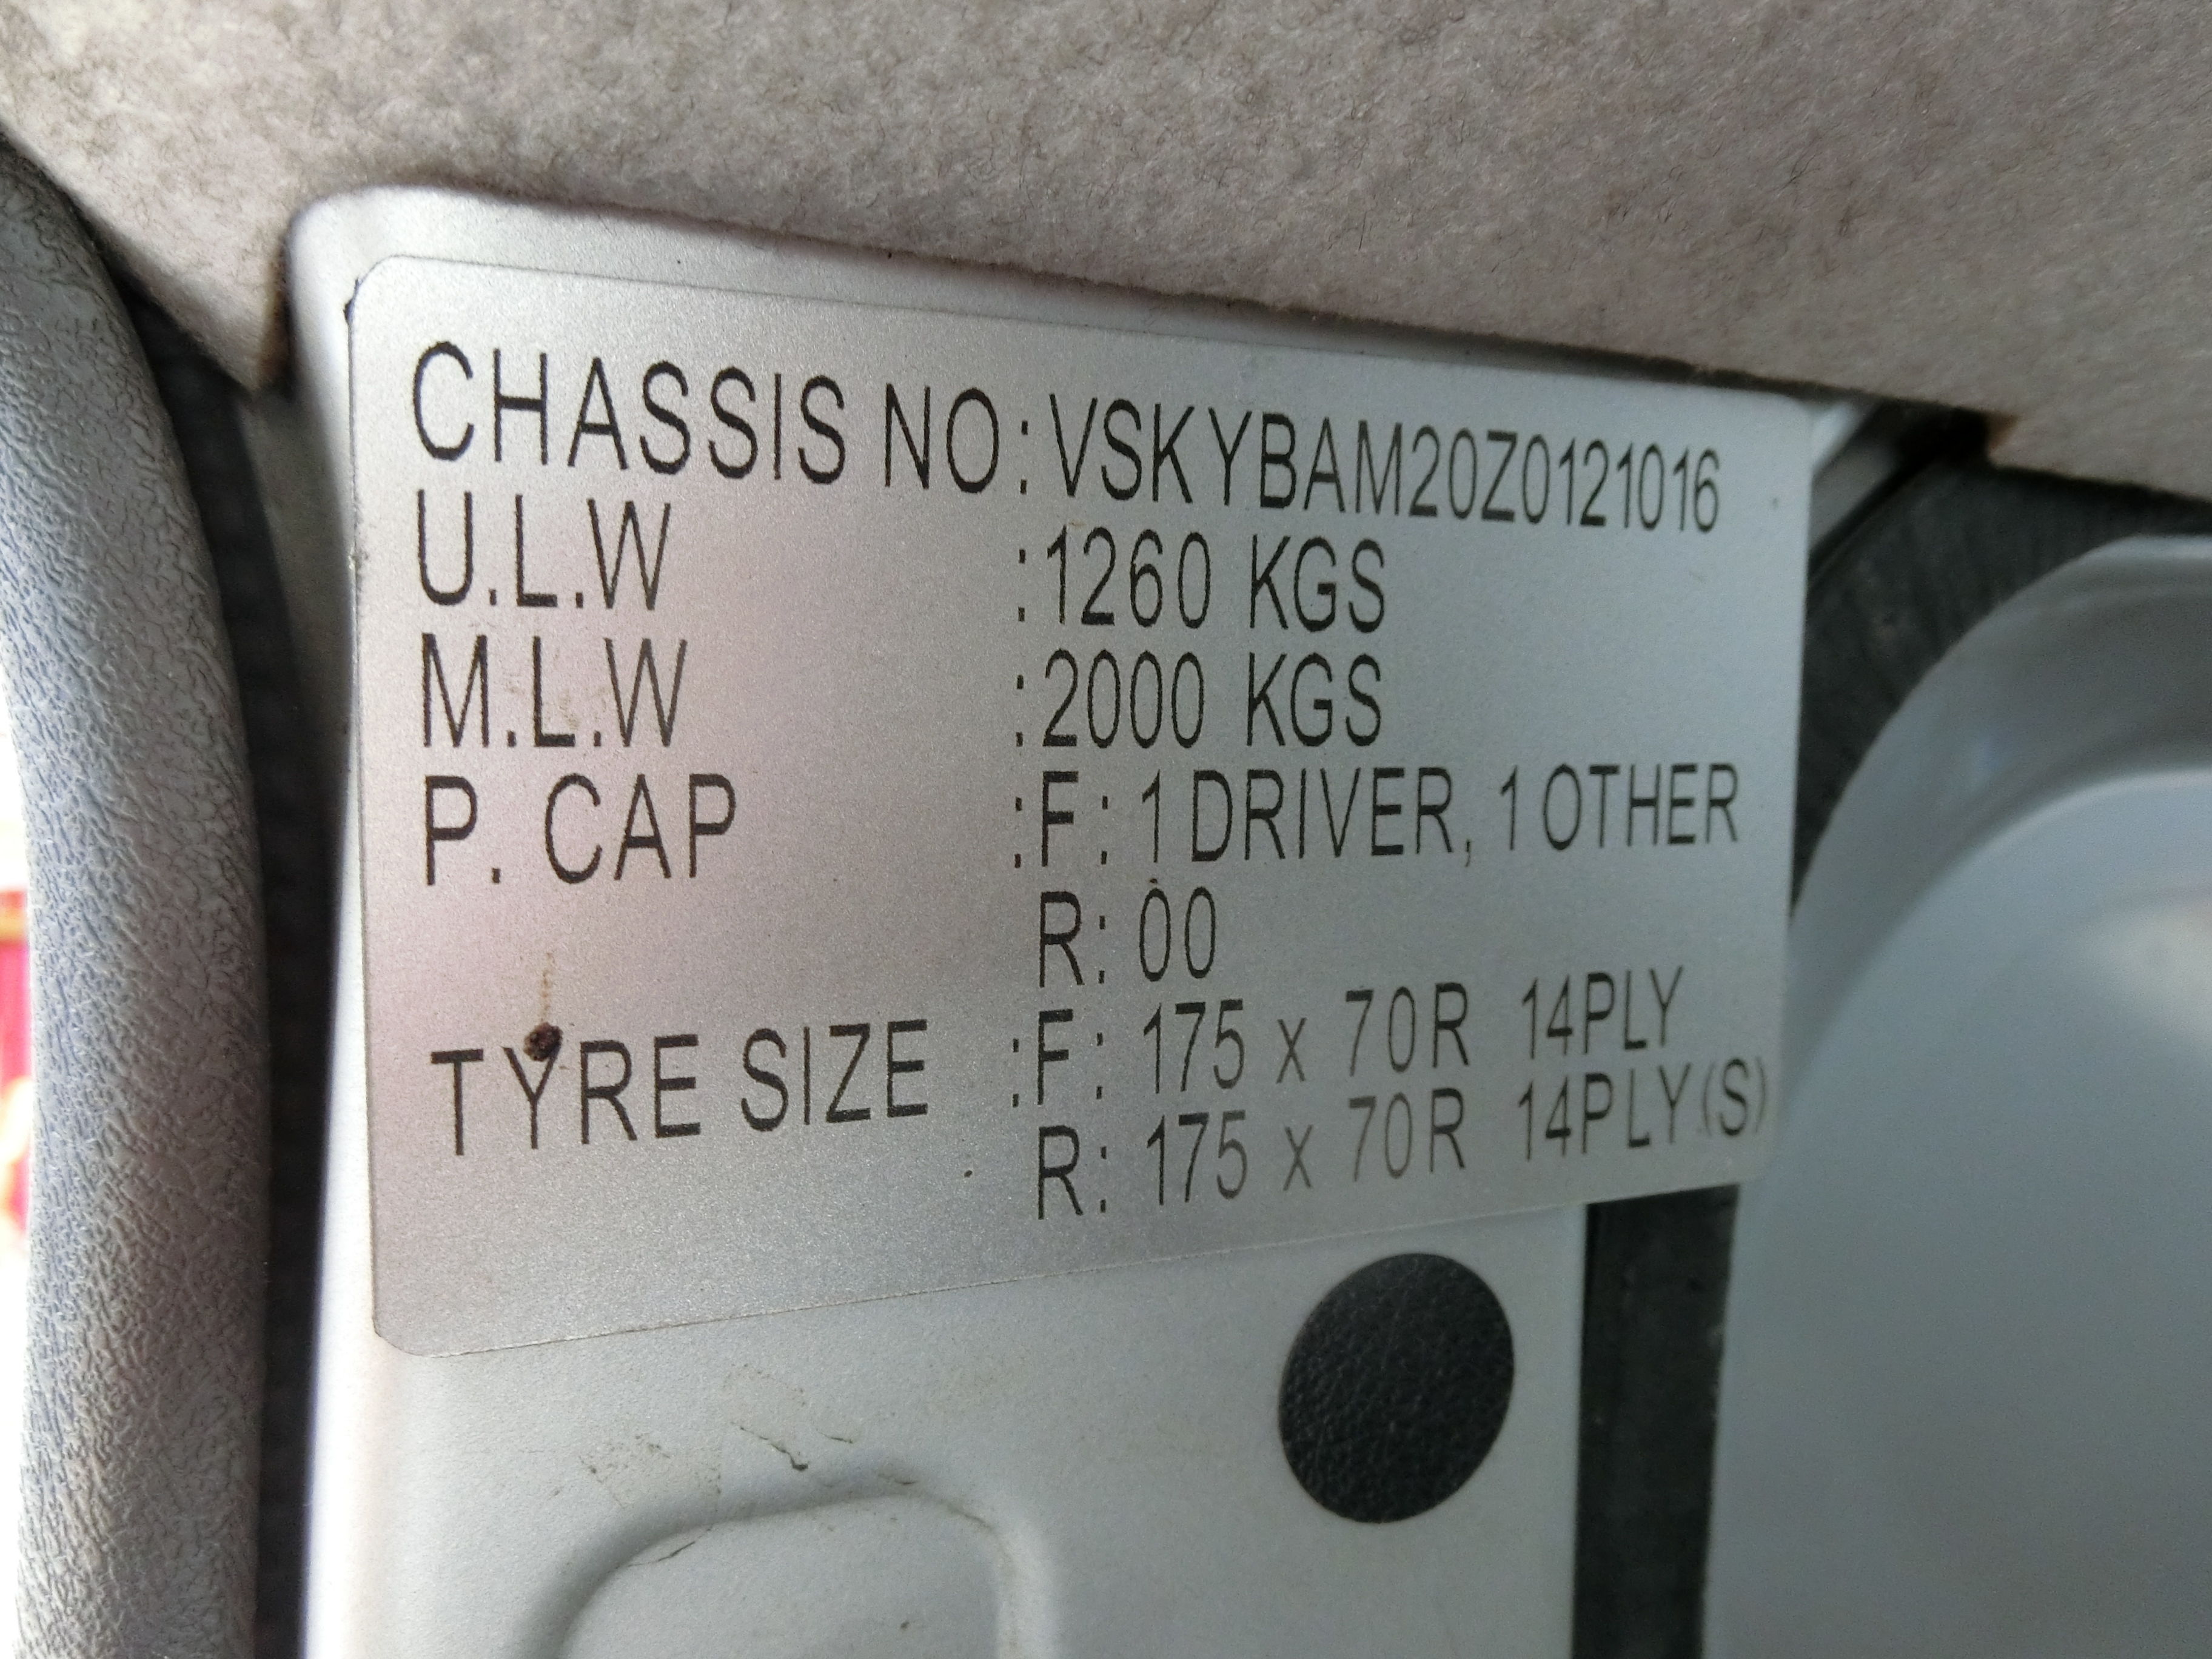 CHASSIS NO: VSKYBAM20Z0121016
U.L.W :1260 KGS
M.L.W :2000 KGS
P. CAP :F: 1 DRIVER, 1 OTHER
R: 00
TYRE SIZE :F: 175 x 70R 14PLY
R: 175 x 70R 14PLY(S)